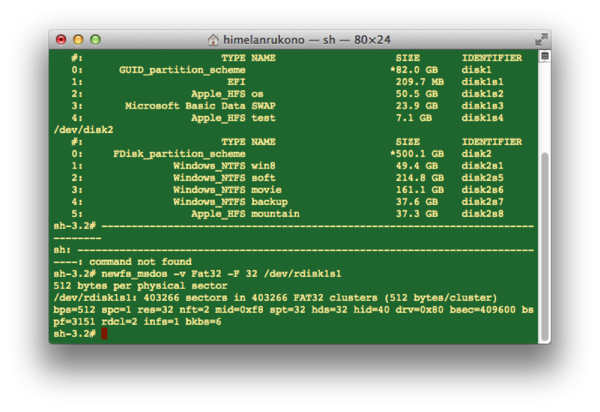 himelanrukono — sh — 80×24
#: TYPE NAME SIZE IDENTIFIER
0: GUID_partition_scheme *82.0 GB disk1
1: EFI 209.7 MB disk1s1
2: Apple_HFS os 50.5 GB disk1s2
3: Microsoft Basic Data SWAP 23.9 GB disk1s3
4: Apple_HFS test 7.1 GB disk1s4
/dev/disk2
#: TYPE NAME SIZE IDENTIFIER
0: FDisk_partition_scheme *500.1 GB disk2
1: Windows_NTFS win8 49.4 GB disk2s1
2: Windows_NTFS soft 214.8 GB disk2s5
3: Windows_NTFS movie 161.1 GB disk2s6
4: Windows_NTFS backup 37.6 GB disk2s7
5: Apple_HFS mountain 37.3 GB disk2s8
sh-3.2# ------------------------------------------------------------------------
--------
sh: ----------------------------------------------------------------------------
----: command not found
sh-3.2# newfs_msdos -v Fat32 -F 32 /dev/rdisk1s1
512 bytes per physical sector
/dev/rdisk1s1: 403266 sectors in 403266 FAT32 clusters (512 bytes/cluster)
bps=512 spc=1 res=32 nft=2 mid=0xf8 spt=32 hds=32 hid=40 drv=0x80 bsec=409600 bs
pf=3151 rdcl=2 infs=1 bkbs=6
sh-3.2#